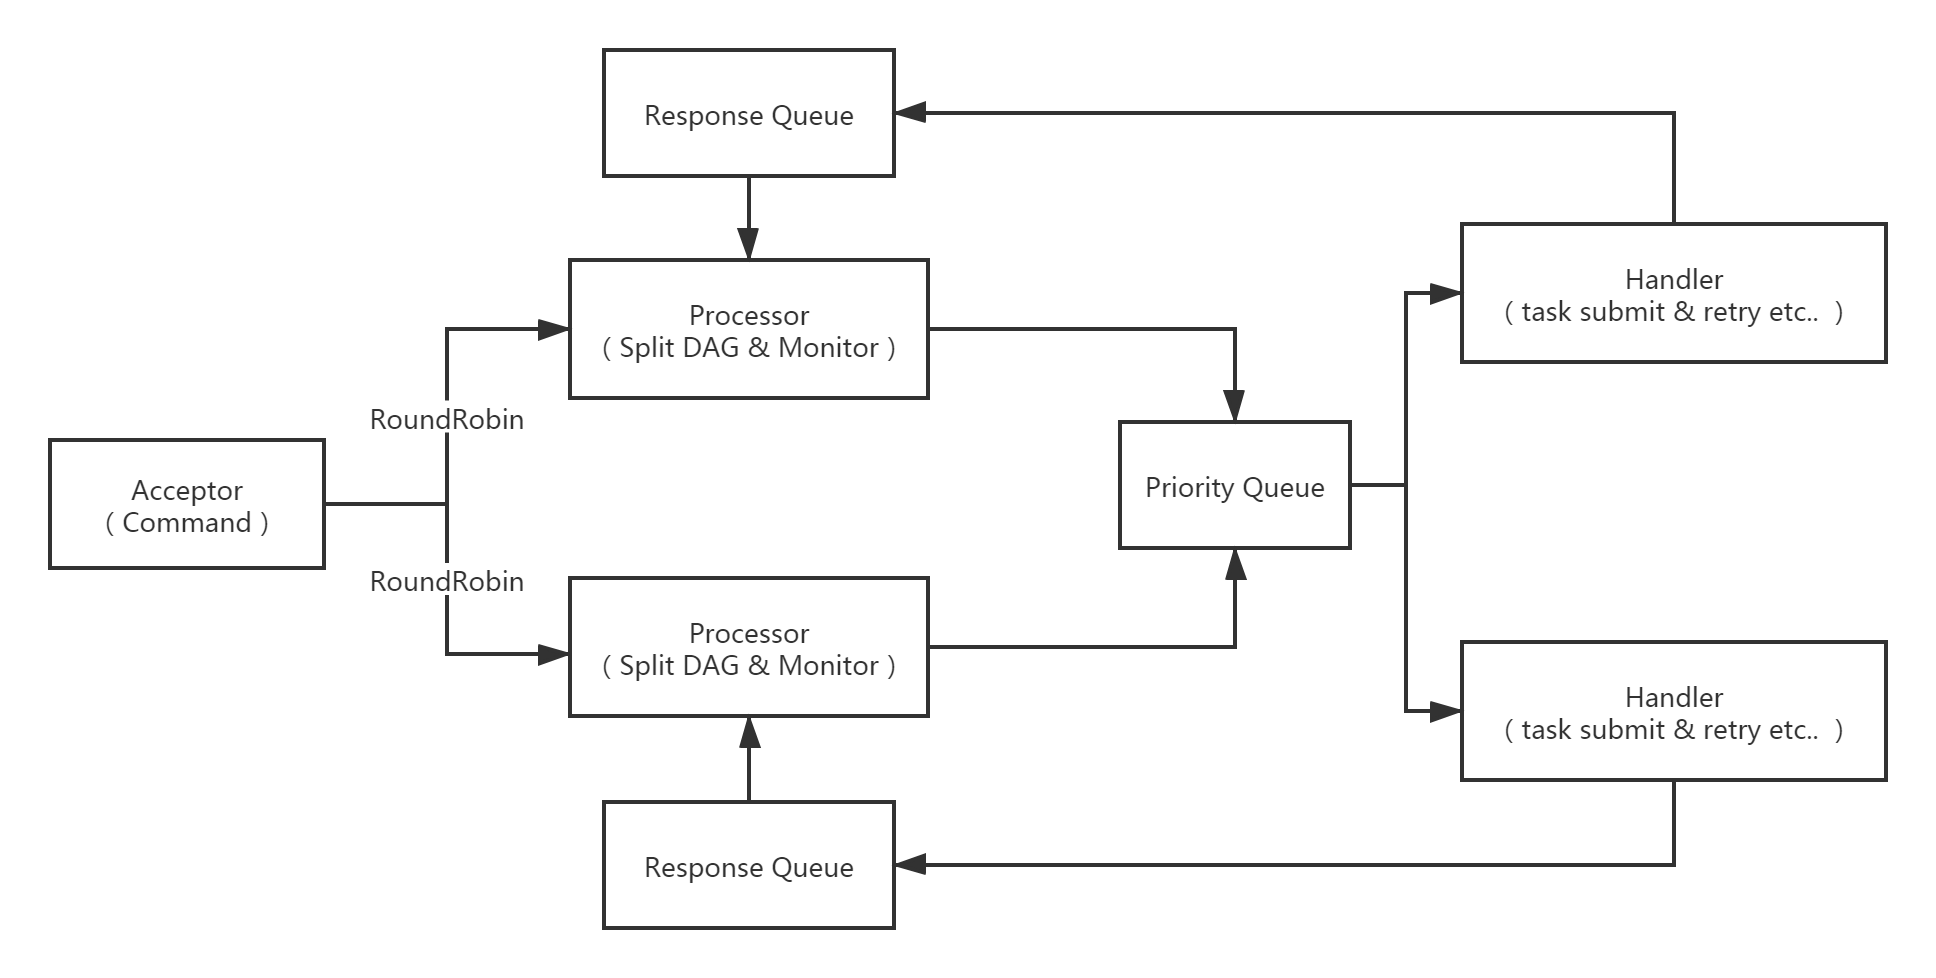 Response Queue
Processor
( Split DAG & Monitor )
RoundRobin
Acceptor
( Command )
RoundRobin
Processor
( Split DAG & Monitor )
Response Queue
Priority Queue
Handler
( task submit & retry etc.. )
Handler
( task submit & retry etc.. )